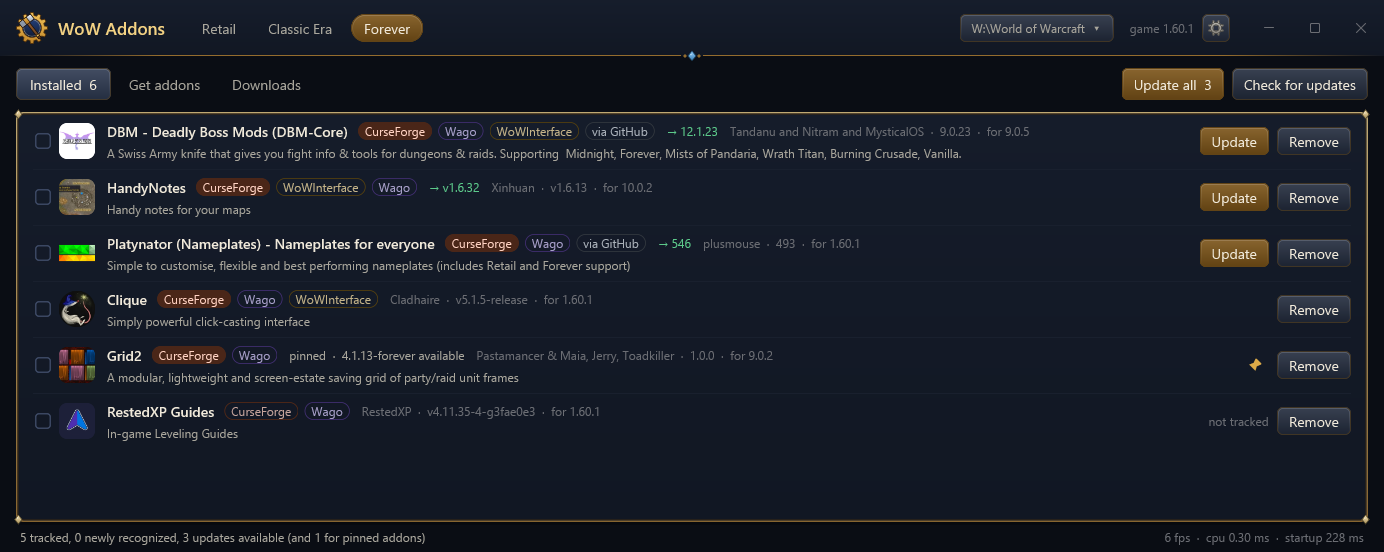 WoW Addons Retail Classic Era Forever W:\World of Warcraft ▾ game 1.60.1
Installed 6 Get addons Downloads Update all 3 Check for updates
DBM - Deadly Boss Mods (DBM-Core) CurseForge Wago WoWInterface via GitHub → 12.1.23 Tandanu and Nitram and MysticalOS · 9.0.23 · for 9.0.5
A Swiss Army knife that gives you fight info & tools for dungeons & raids. Supporting  Midnight, Forever, Mists of Pandaria, Wrath Titan, Burning Crusade, Vanilla.
Update Remove
HandyNotes CurseForge WoWInterface Wago → v1.6.32 Xinhuan · v1.6.13 · for 10.0.2
Handy notes for your maps
Update Remove
Platynator (Nameplates) - Nameplates for everyone CurseForge Wago via GitHub → 546 plusmouse · 493 · for 1.60.1
Simple to customise, flexible and best performing nameplates (includes Retail and Forever support)
Update Remove
Clique CurseForge Wago WoWInterface Cladhaire · v5.1.5-release · for 1.60.1
Simply powerful click-casting interface
Remove
Grid2 CurseForge Wago pinned · 4.1.13-forever available Pastamancer & Maia, Jerry, Toadkiller · 1.0.0 · for 9.0.2
A modular, lightweight and screen-estate saving grid of party/raid unit frames
Remove
RestedXP Guides CurseForge Wago RestedXP · v4.11.35-4-g3fae0e3 · for 1.60.1
In-game Leveling Guides
not tracked Remove
5 tracked, 0 newly recognized, 3 updates available (and 1 for pinned addons) 6 fps · cpu 0.30 ms · startup 228 ms